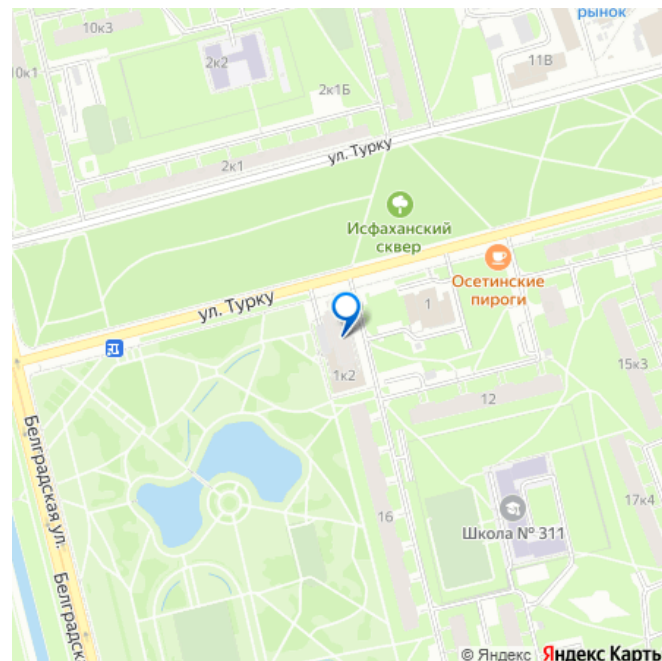 рынок
10к3
10к1
2к2
11В
2к1Б
ул. Турку
2к1
Исфаханский
сквер
Осетинские
пироги
ул. Турку
1
1к2
15к3
12
Белградская ул.
17к4
16
Школа № 311
Белградска
© Яндекс Яндекс Карты